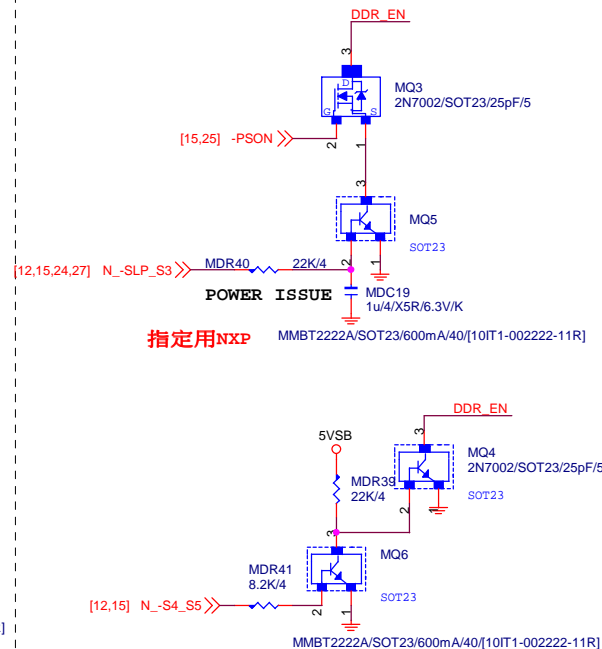 DDR_EN
3
D
G
S
MQ3
2N7002/SOT23/25pF/5
[15,25] -PSON
2
1
3
MQ5
SOT23
2
1
[12,15,24,27] N_-SLP_S3
MDR40
22K/4
POWER ISSUE
MDC19
1u/4/X5R/6.3V/K
指定用NXP
MMBT2222A/SOT23/600mA/40/[10IT1-002222-11R]
DDR_EN
5VSB
3
MQ4
2N7002/SOT23/25pF/5
SOT23
MDR39
22K/4
2
1
3
MQ6
MDR41
8.2K/4
SOT23
[12,15] N_-S4_S5
2
1
]
MMBT2222A/SOT23/600mA/40/[10IT1-002222-11R]